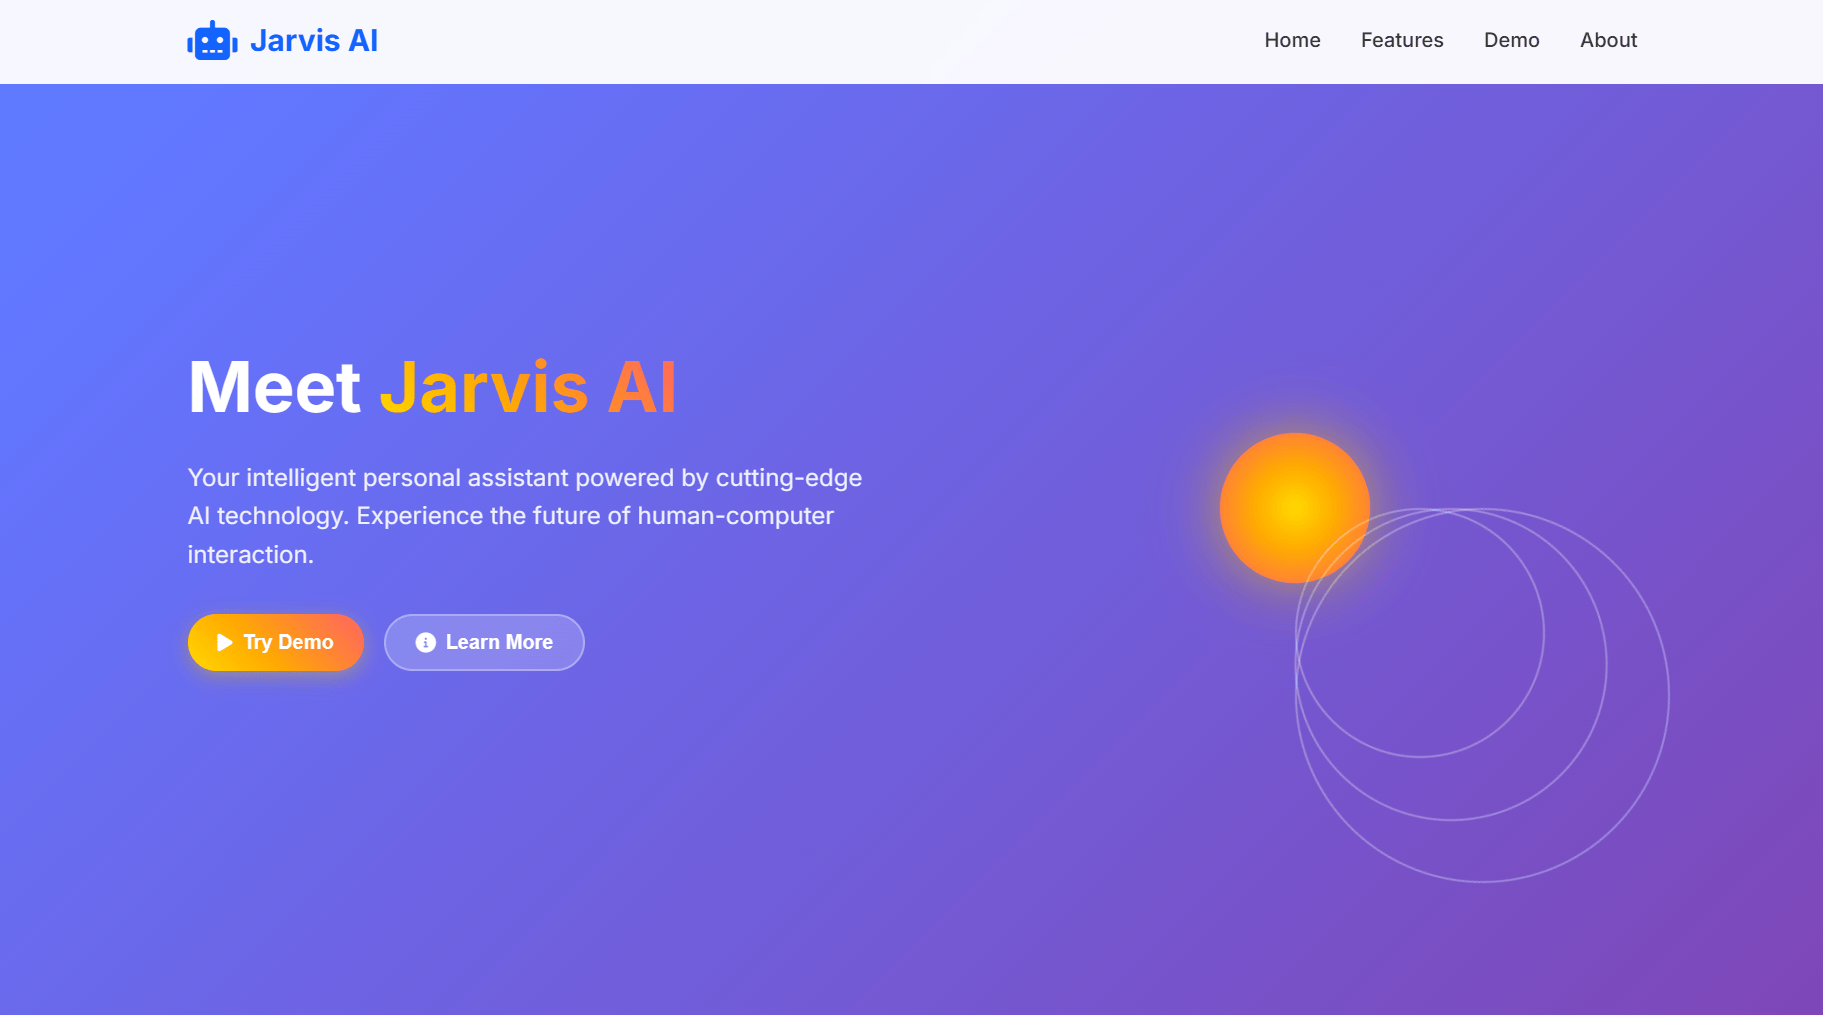 Jarvis AI
Home Features Demo About
Meet Jarvis AI
Your intelligent personal assistant powered by cutting-edge
AI technology. Experience the future of human-computer
interaction.
Try Demo
Learn More